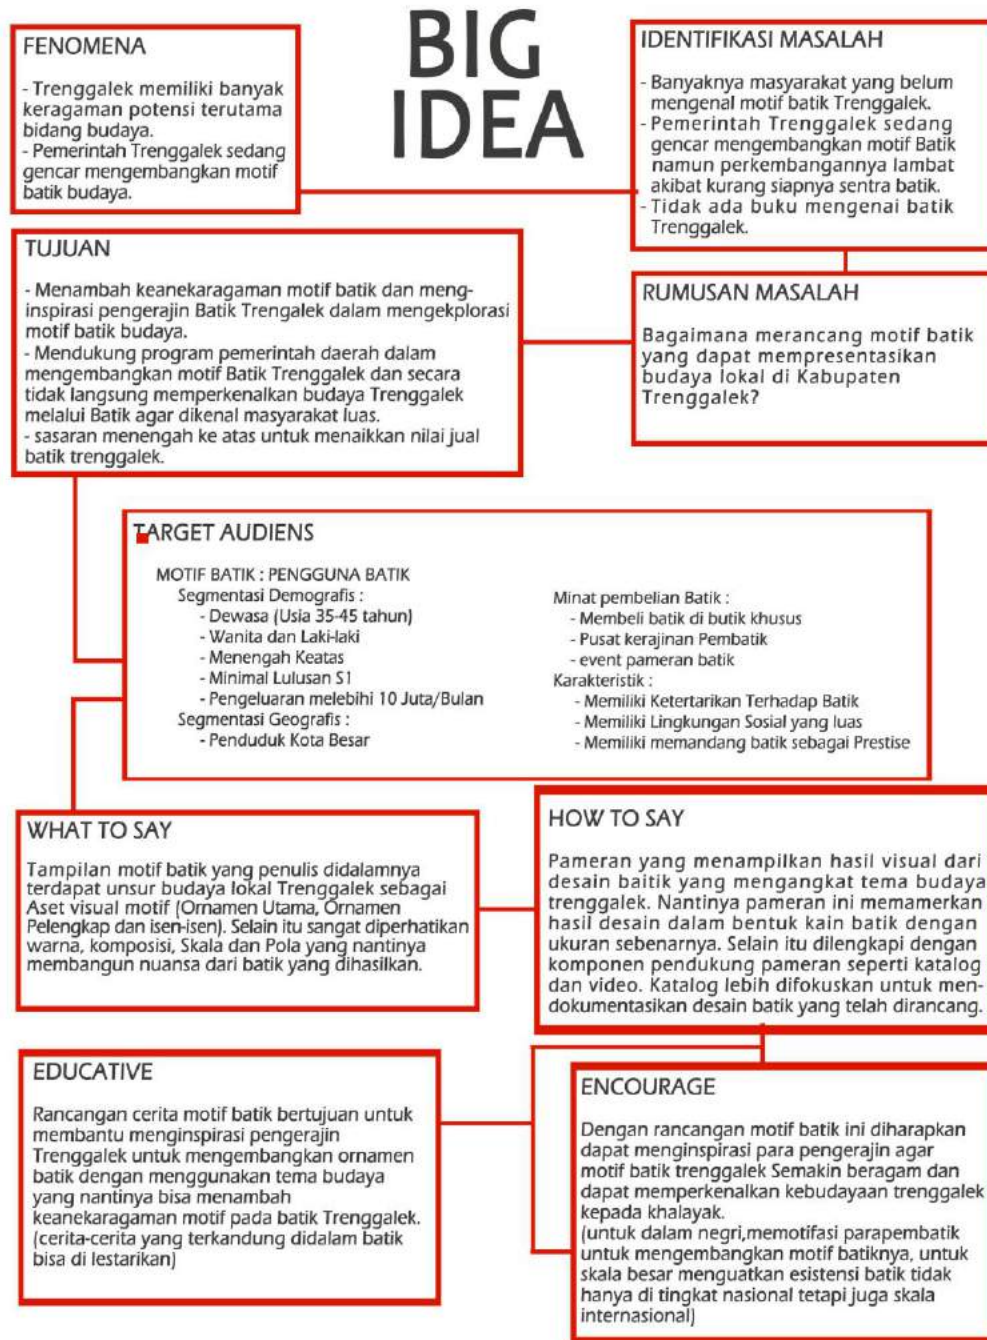 BIG
IDEA
FENOMENA
- Trenggalek memiliki banyak
keragaman potensi terutama
bidang budaya.
- Pemerintah Trenggalek sedang
gencar mengembangkan motif
batik budaya.
IDENTIFIKASI MASALAH
- Banyaknya masyarakat yang belum
mengenal motif batik Trenggalek.
- Pemerintah Trenggalek sedang
gencar mengembangkan motif Batik
namun perkembangannya lambat
akibat kurang siapnya sentra batik.
- Tidak ada buku mengenai batik
Trenggalek.
RUMUSAN MASALAH
Bagaimana merancang motif batik
yang dapat mempresentasikan
budaya lokal di Kabupaten
Trenggalek?
TUJUAN
- Menambah keanekaragaman motif batik dan meng-
inspirasi pengerajin Batik Trengalek dalam mengekplorasi
motif batik budaya.
- Mendukung program pemerintah daerah dalam
mengembangkan motif Batik Trenggalek dan secara
tidak langsung memperkenalkan budaya Trenggalek
melalui Batik agar dikenal masyarakat luas.
- sasaran menengah ke atas untuk menaikkan nilai jual
batik trenggalek.
TARGET AUDIENS
MOTIF BATIK : PENGGUNA BATIK
Segmentasi Demografis :
- Dewasa (Usia 35-45 tahun)
- Wanita dan Laki-laki
- Menengah Keatas
- Minimal Lulusan S1
- Pengeluaran melebihi 10 Juta/Bulan
Segmentasi Geografis :
- Penduduk Kota Besar
Minat pembelian Batik :
- Membeli batik di butik khusus
- Pusat kerajinan Pembatik
- event pameran batik
Karakteristik :
- Memiliki Ketertarikan Terhadap Batik
- Memiliki Lingkungan Sosial yang luas
- Memiliki memandang batik sebagai Prestise
WHAT TO SAY
Tampilan motif batik yang penulis didalamnya
terdapat unsur budaya lokal Trenggalek sebagai
Aset visual motif (Ornamen Utama, Ornamen
Pelengkap dan isen-isen). Selain itu sangat diperhatikan
warna, komposisi, Skala dan Pola yang nantinya
membangun nuansa dari batik yang dihasilkan.
HOW TO SAY
Pameran yang menampilkan hasil visual dari
desain baitik yang mengangkat tema budaya
trenggalek. Nantinya pameran ini memamerkan
hasil desain dalam bentuk kain batik dengan
ukuran sebenarnya. Selain itu dilengkapi dengan
komponen pendukung pameran seperti katalog
dan video. Katalog lebih difokuskan untuk men-
dokumentasikan desain batik yang telah dirancang.
EDUCATIVE
Rancangan cerita motif batik bertujuan untuk
membantu menginspirasi pengerajin
Trenggalek untuk mengembangkan ornamen
batik dengan menggunakan tema budaya
yang nantinya bisa menambah
keanekaragaman motif pada batik Trenggalek.
(cerita-cerita yang terkandung didalam batik
bisa di lestarikan)
ENCOURAGE
Dengan rancangan motif batik ini diharapkan
dapat menginspirasi para pengerajin agar
motif batik trenggalek Semakin beragam dan
dapat memperkenalkan kebudayaan trenggalek
kepada khalayak.
(untuk dalam negri,memotifasi parapembatik
untuk mengembangkan motif batiknya, untuk
skala besar menguatkan esistensi batik tidak
hanya di tingkat nasional tetapi juga skala
internasional)